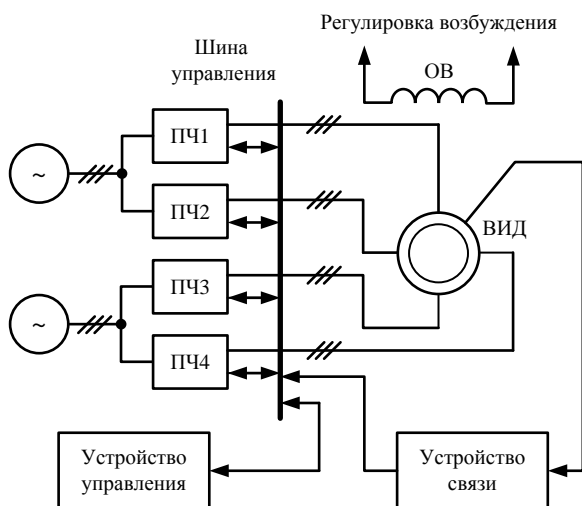 Регулировка возбуждения
Шина
управления
ОВ
ПЧ1
~
ПЧ2
ВИД
ПЧ3
~
ПЧ4
Устройство
управления
Устройство
связи